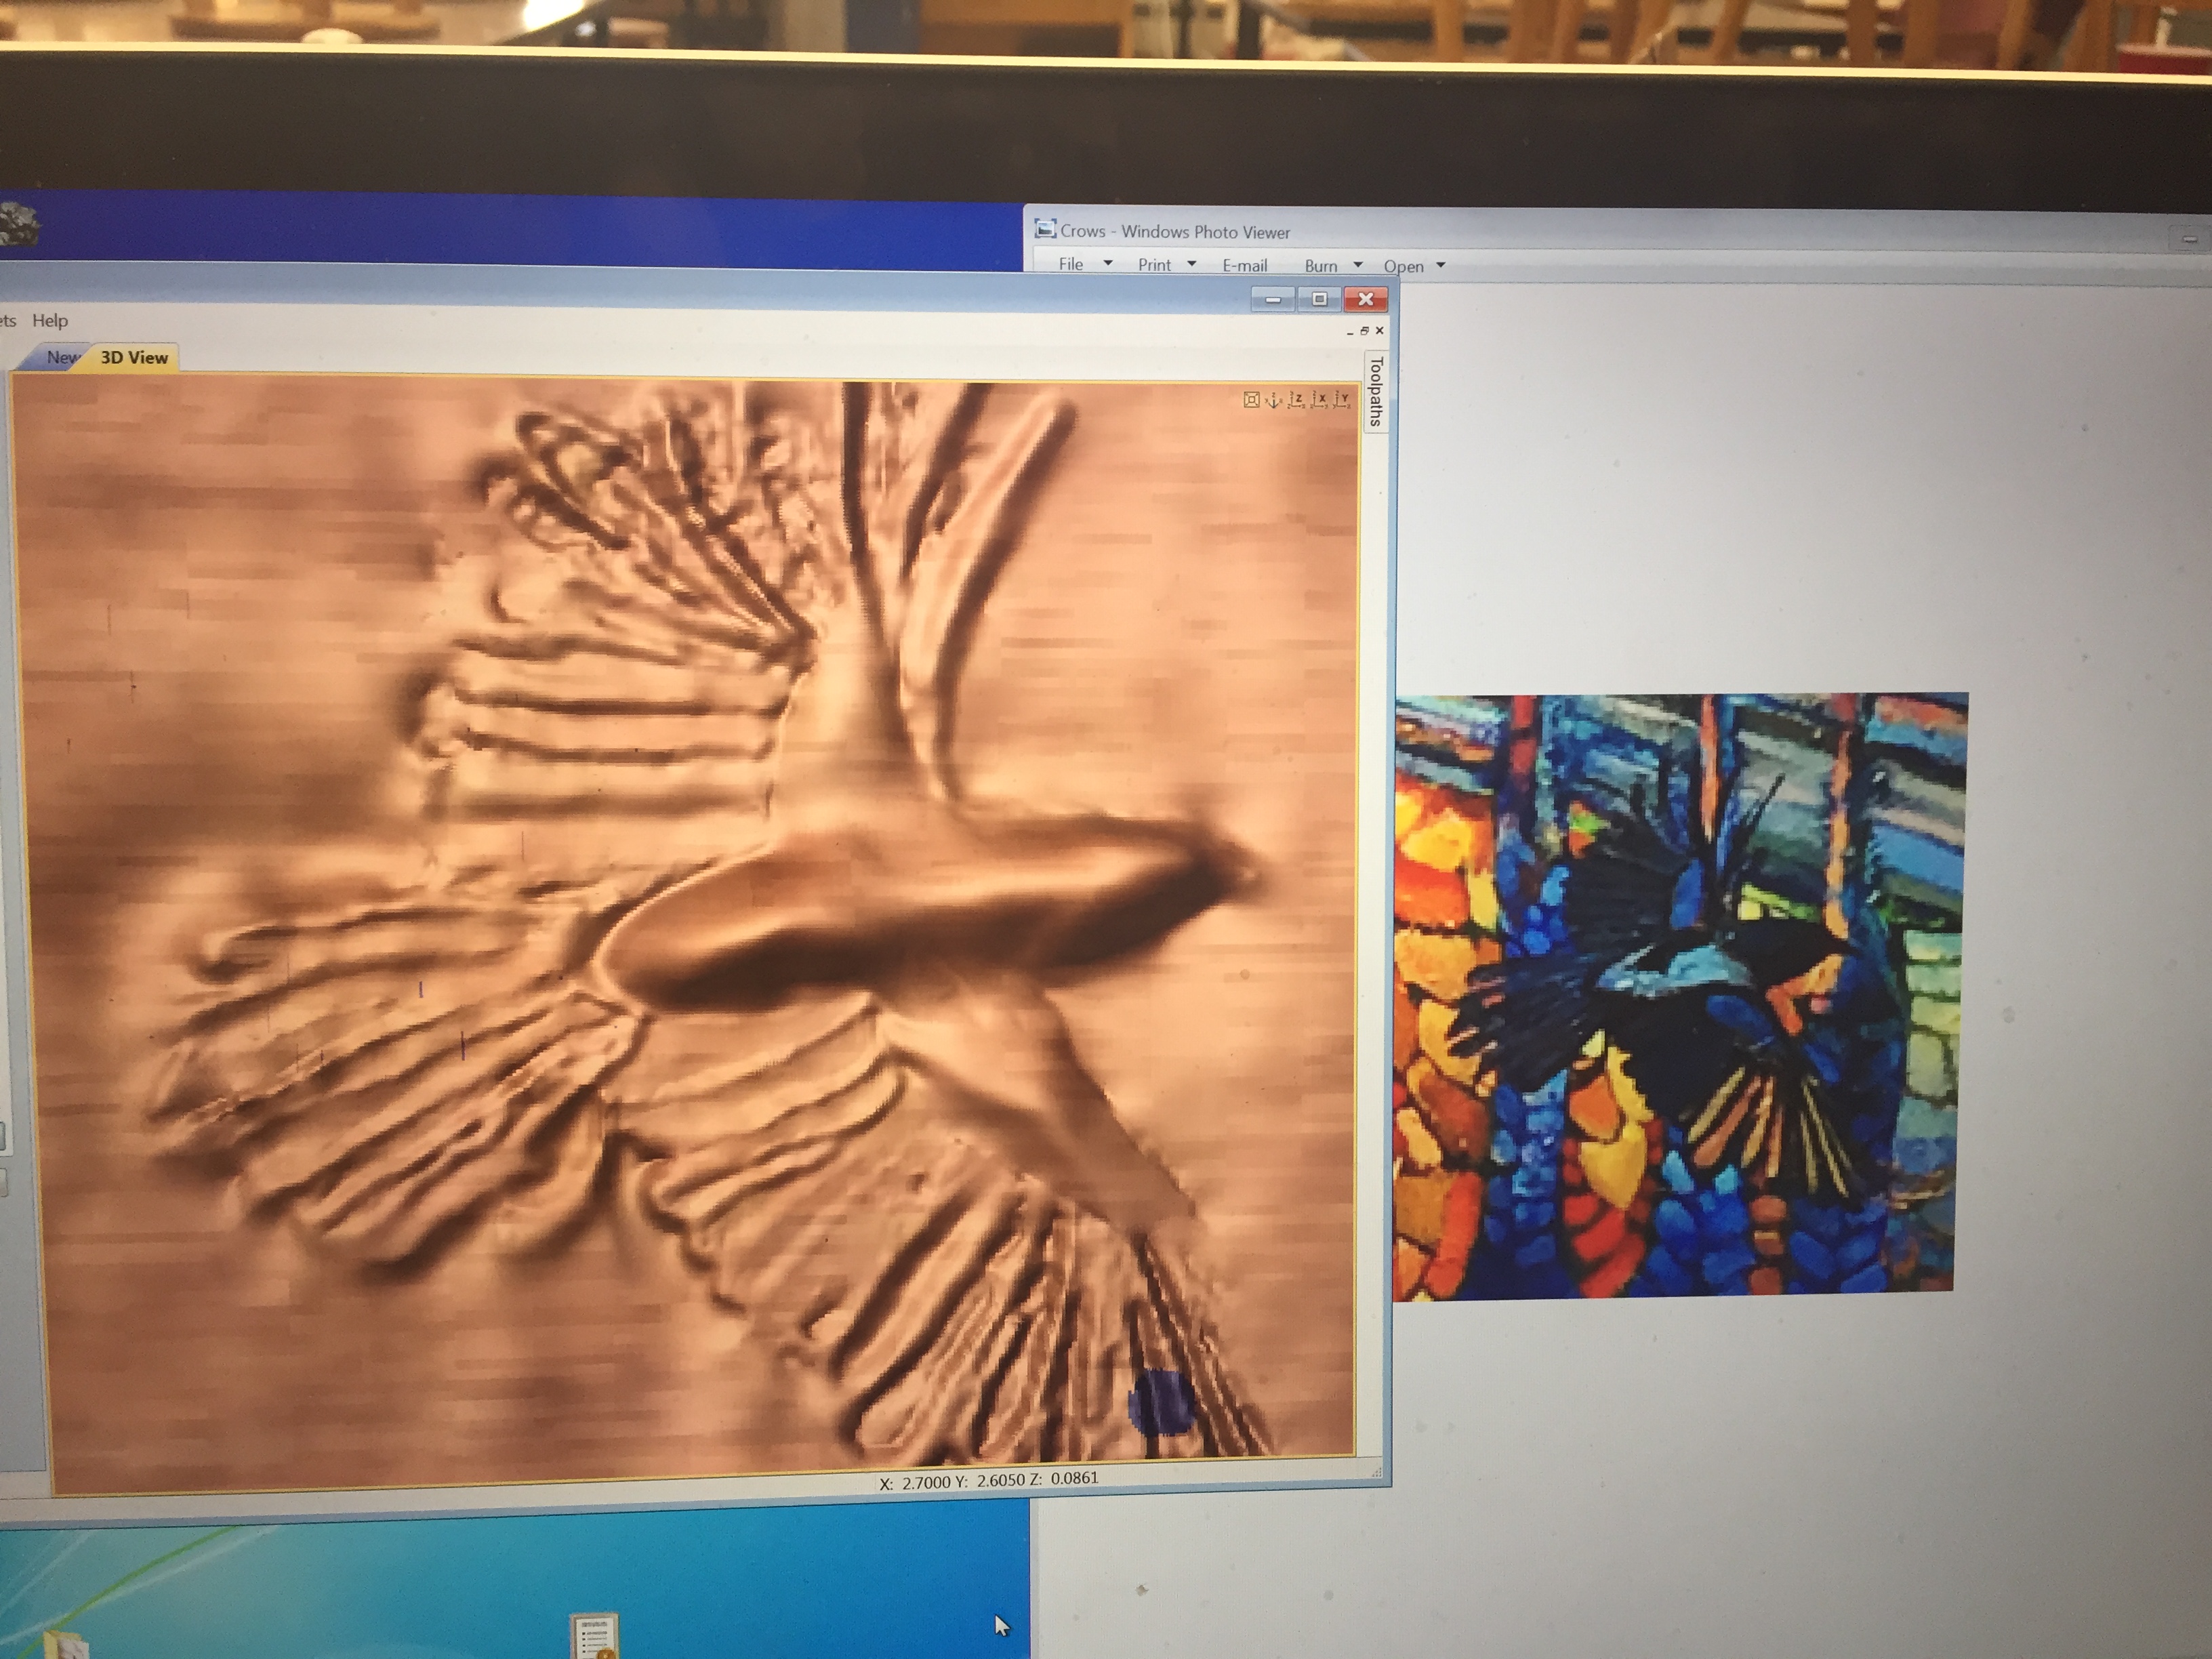 Crows - Windows Photo Viewer
File Print E-mail Burn Open
ets Help
New 3D View
Z X Y
Toolpaths
X: 2.7000 Y: 2.6050 Z: 0.0861